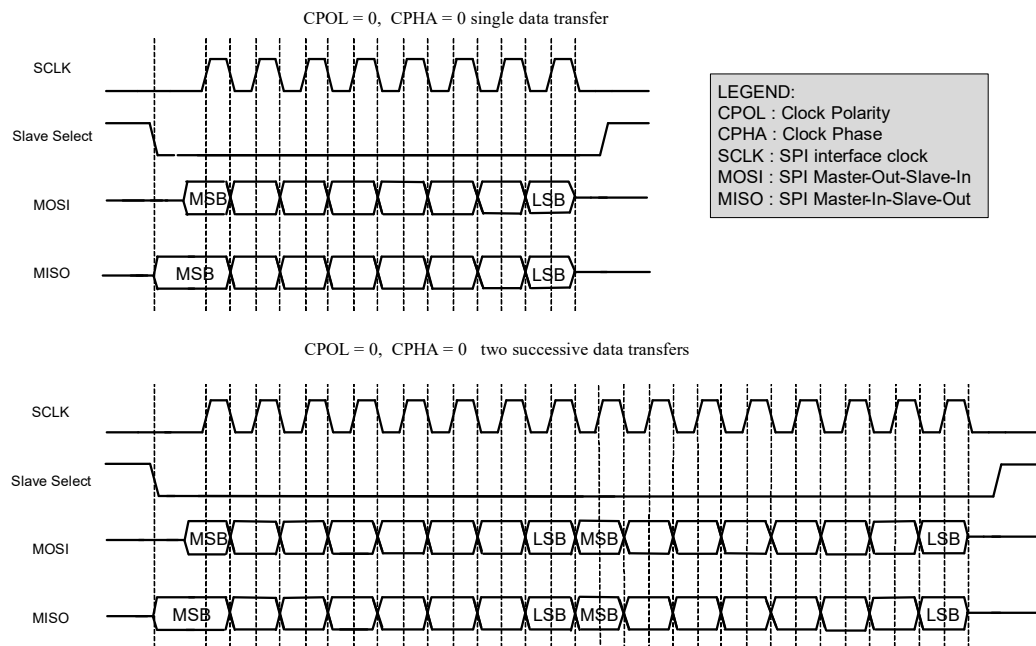 CPOL = 0, CPHA = 0 single data transfer
SCLK
Slave Select
MOSI
MSB
LSB
MISO
MSB
LSB
LEGEND:
CPOL : Clock Polarity
CPHA : Clock Phase
SCLK : SPI interface clock
MOSI : SPI Master-Out-Slave-In
MISO : SPI Master-In-Slave-Out
CPOL = 0, CPHA = 0 two successive data transfers
SCLK
Slave Select
MOSI
MSB
LSB
MSB
LSB
MISO
MSB
LSB
MSB
LSB